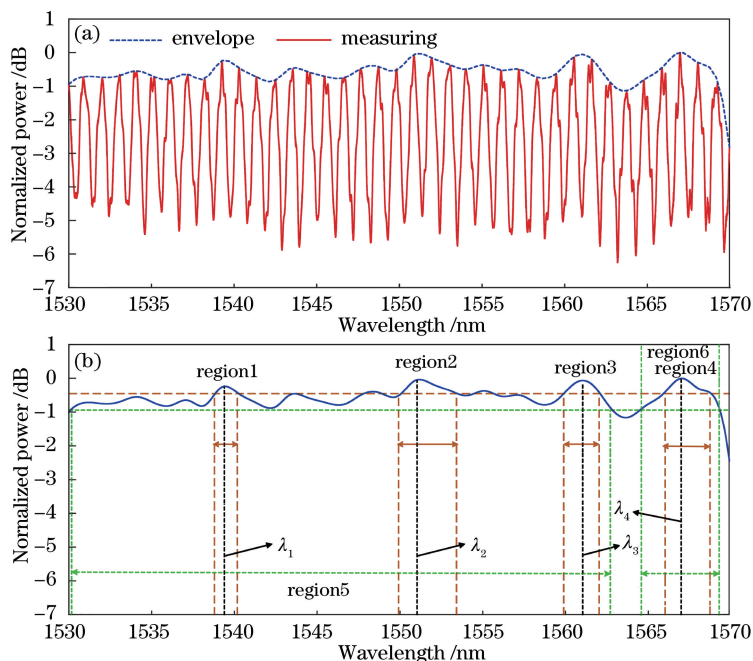 (a)
envelope
measuring
1
0
−1
−2
−3
−4
−5
−6
−7
Normalized power /dB
1530 1535 1540 1545 1550 1555 1560 1565 1570
Wavelength /nm
(b)
region1
region2
region3
region6
region4
1
0
−1
−2
−3
−4
−5
−6
−7
Normalized power /dB
λ4
λ1
λ2
λ3
region5
1530 1535 1540 1545 1550 1555 1560 1565 1570
Wavelength /nm